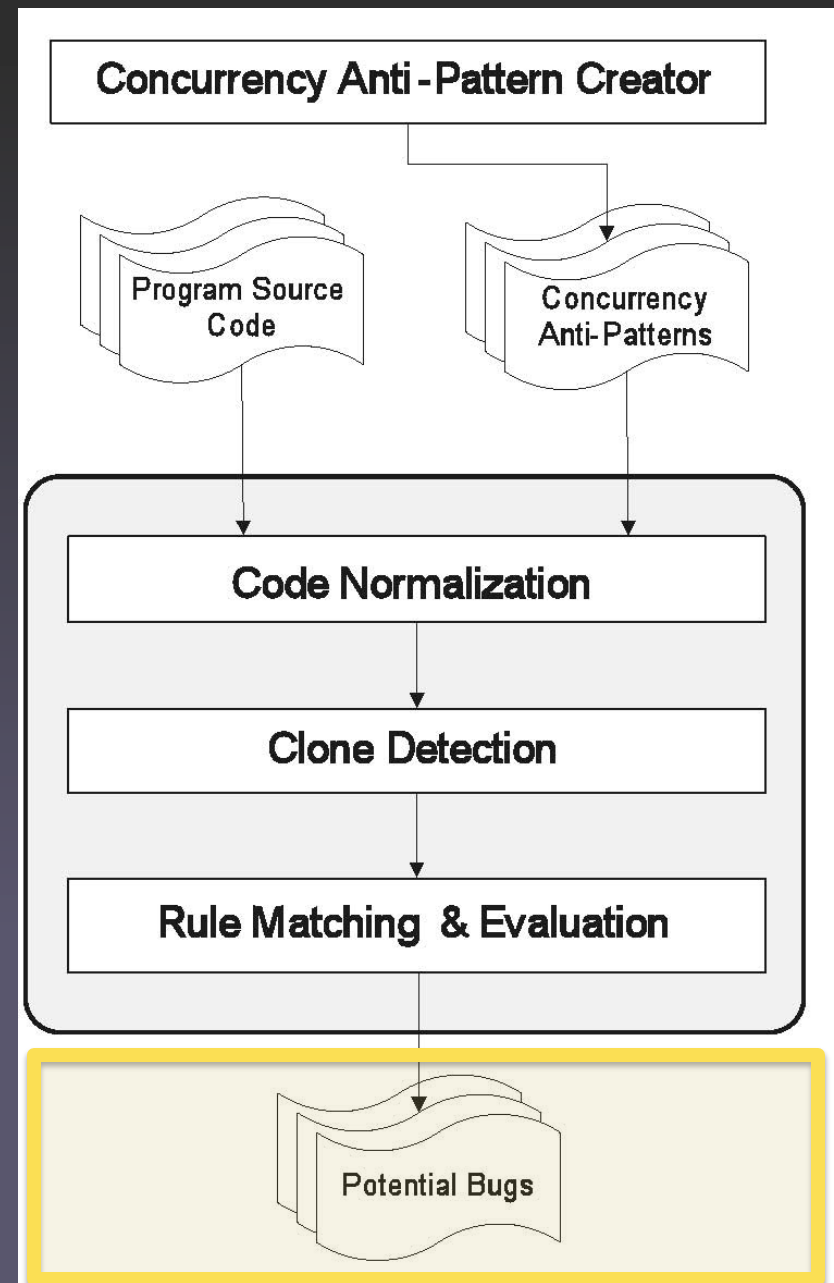 Concurrency Anti-Pattern Creator
Program Source
Code
Concurrency
Anti-Patterns
Code Normalization
Clone Detection
Rule Matching & Evaluation
Potential Bugs